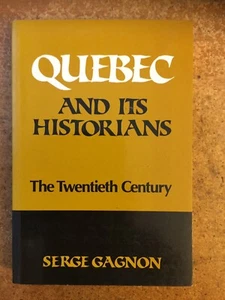 QUEBEC
AND ITS
HISTORIANS
The Twentieth Century
SERGE GAGNON